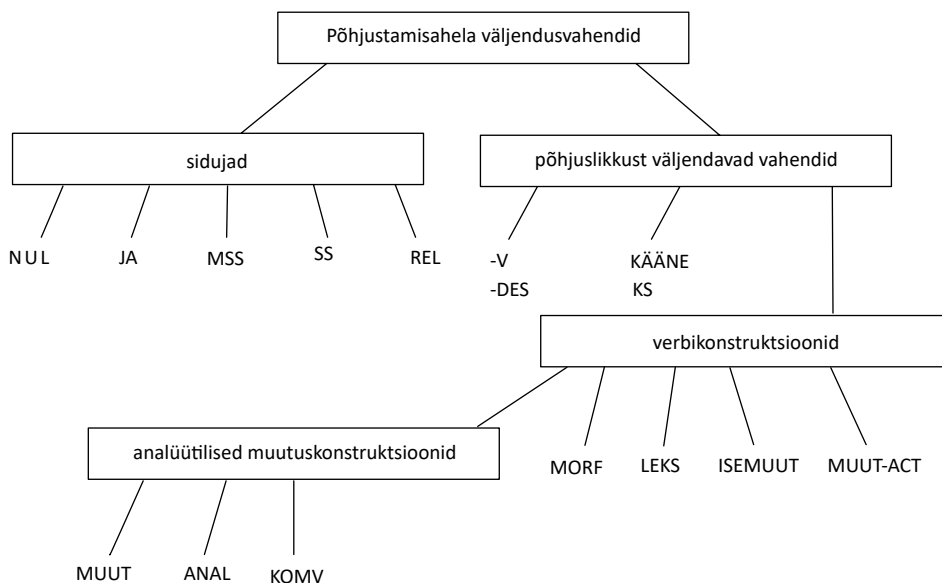 Põhjustamisahela väljendusvahendid
sidujad
põhjuslikkust väljendavad vahendid
NUL
JA
MSS
SS
REL
-V
KÄÄNE
-DES
KS
verbikonstruktsioonid
analüütilised muutuskonstruktsioonid
MORF
LEKS
ISEMUUT
MUUT-ACT
MUUT
ANAL
KOMV